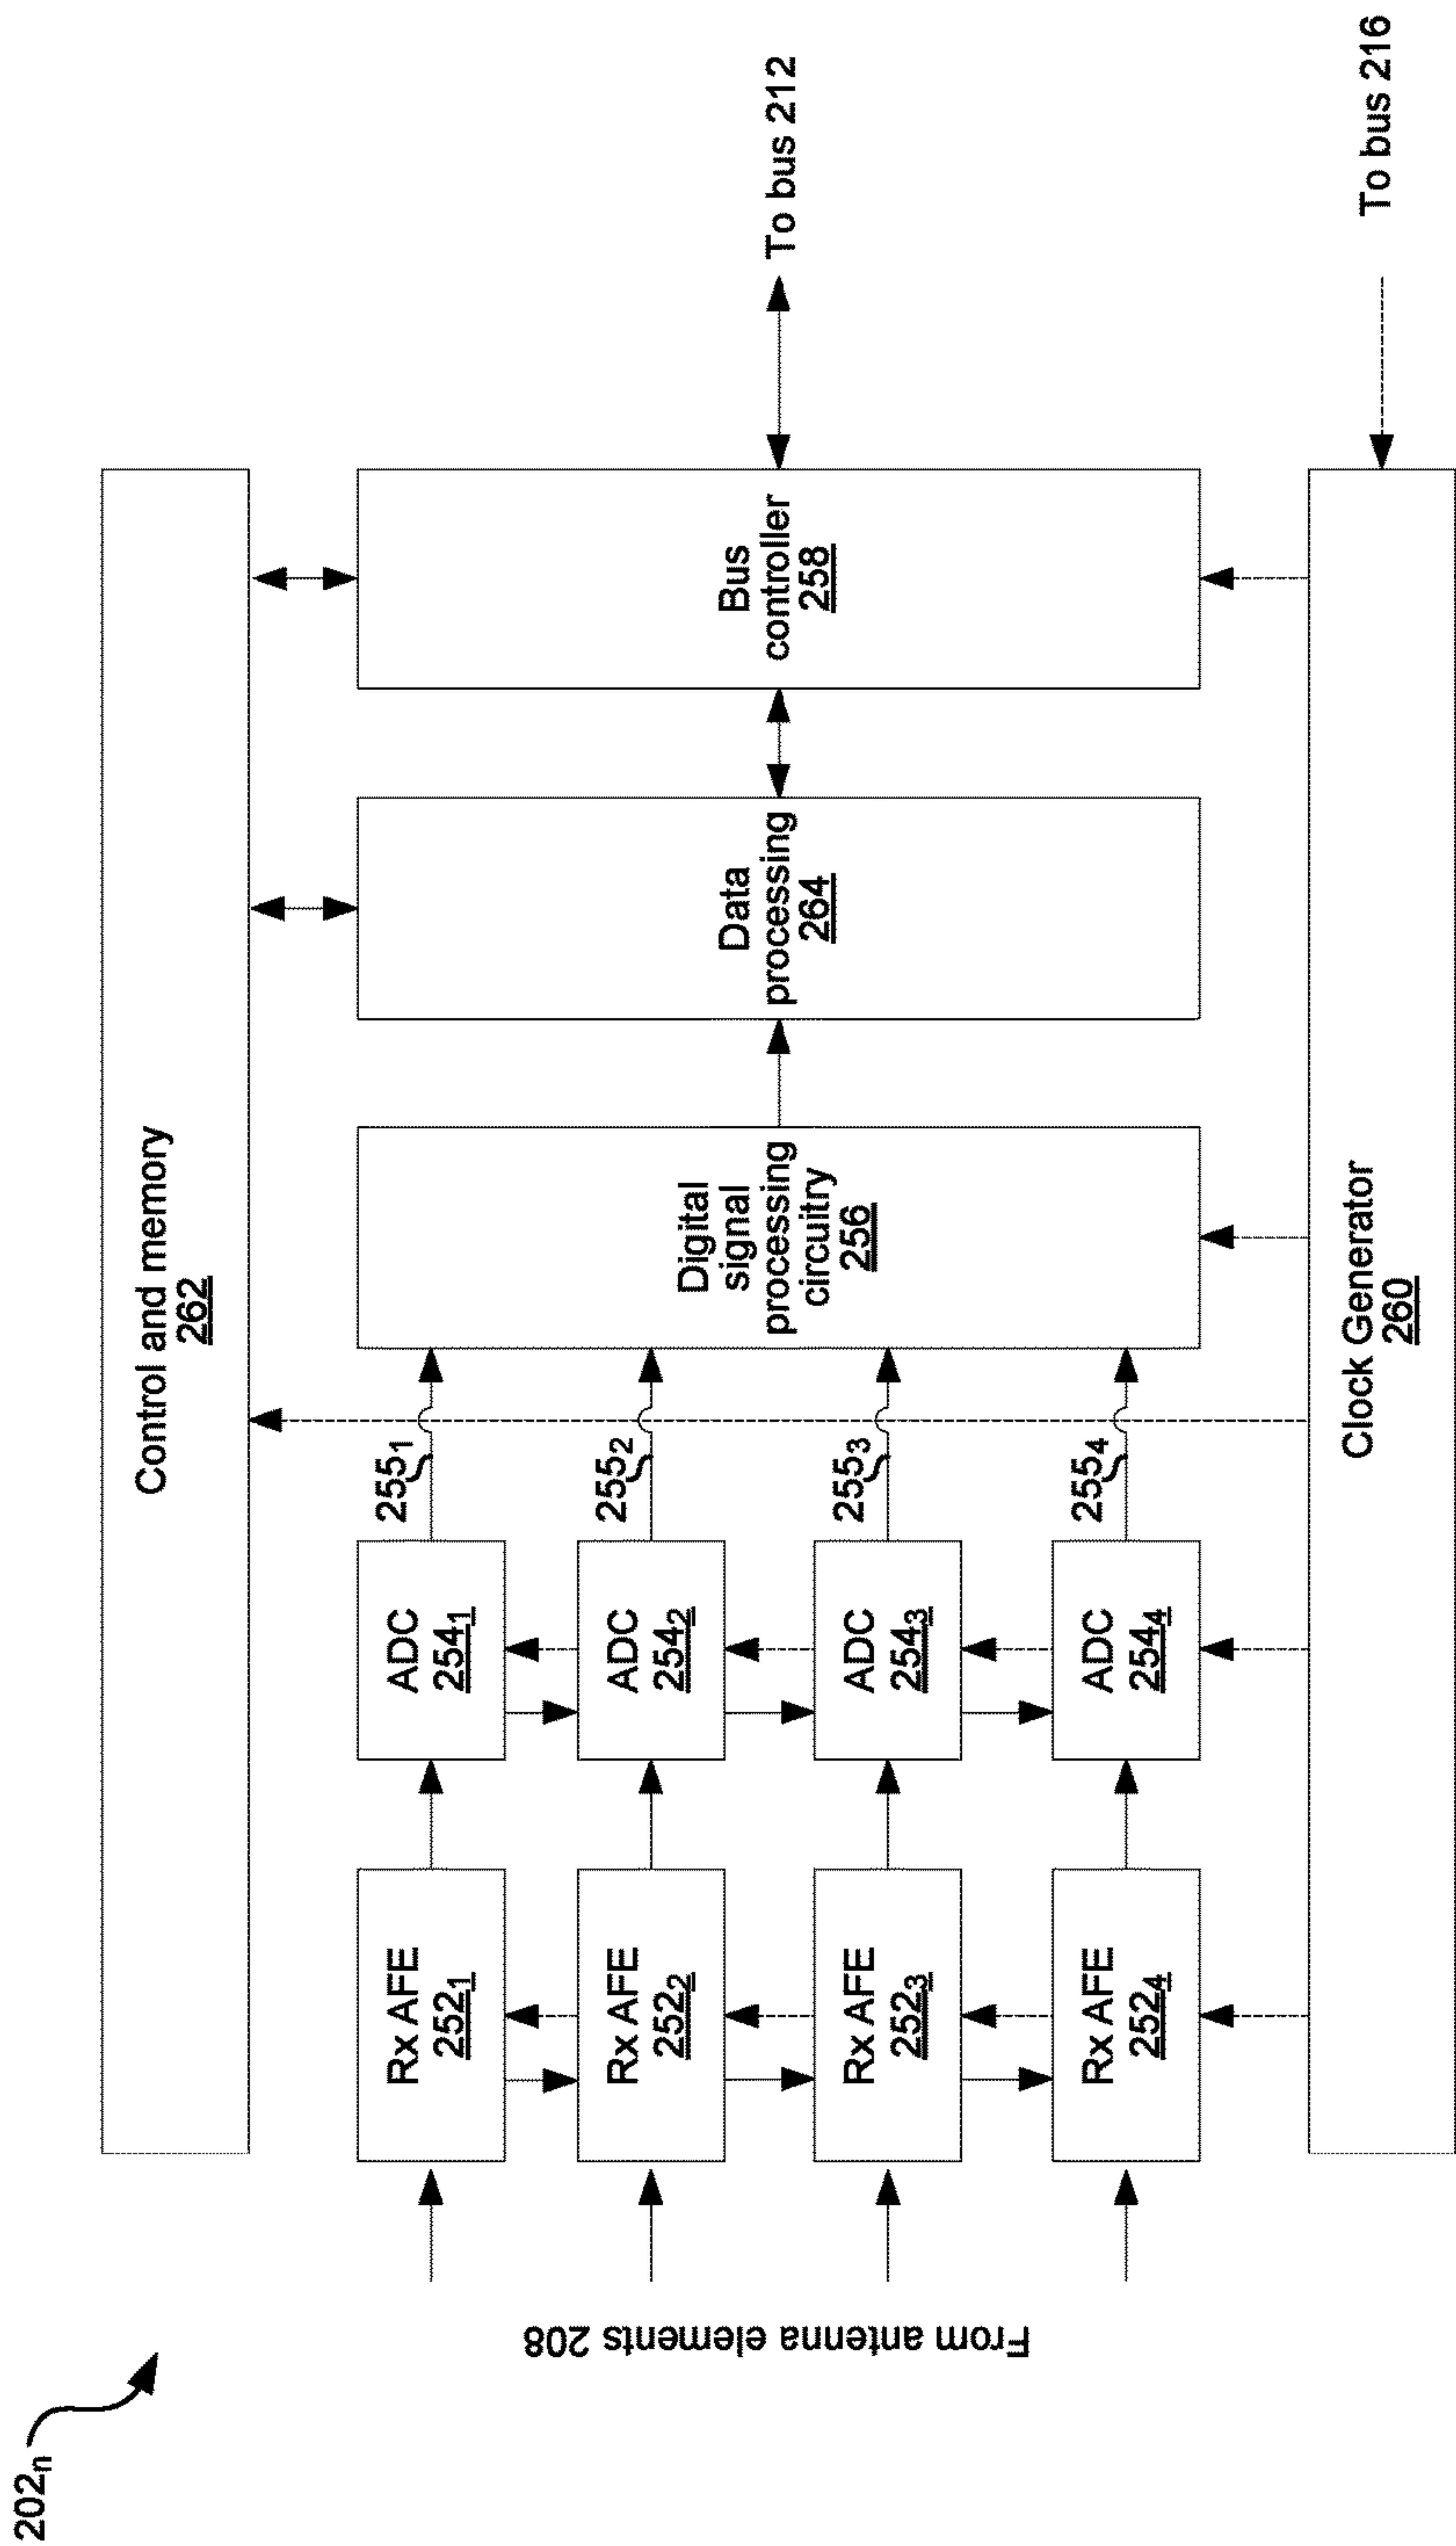 202ₙ
Control and memory
262
From antenna elements 208
Rx AFE
252₁
ADC
254₁
255₁
Rx AFE
252₂
ADC
254₂
255₂
Rx AFE
252₃
ADC
254₃
255₃
Rx AFE
252₄
ADC
254₄
255₄
Digital
signal
processing
circuitry
256
Data
processing
264
Bus
controller
258
To bus 212
Clock Generator
260
To bus 216